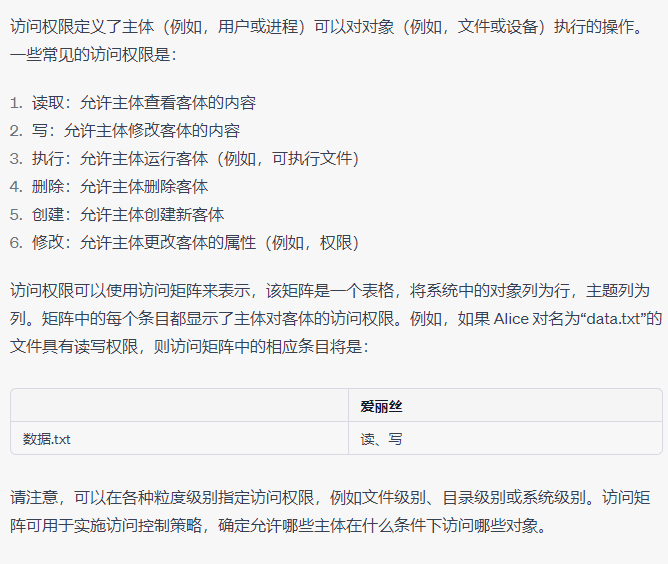 访问权限定义了主体（例如，用户或进程）可以对对象（例如，文件或设备）执行的操作。
一些常见的访问权限是：
1. 读取：允许主体查看客体的内容
2. 写：允许主体修改客体的内容
3. 执行：允许主体运行客体（例如，可执行文件）
4. 删除：允许主体删除客体
5. 创建：允许主体创建新客体
6. 修改：允许主体更改客体的属性（例如，权限）
访问权限可以使用访问矩阵来表示，该矩阵是一个表格，将系统中的对象列为行，主题列为
列。矩阵中的每个条目都显示了主体对客体的访问权限。例如，如果 Alice 对名为“data.txt”的
文件具有读写权限，则访问矩阵中的相应条目将是：
爱丽丝
数据.txt 读、写
请注意，可以在各种粒度级别指定访问权限，例如文件级别、目录级别或系统级别。访问矩
阵可用于实施访问控制策略，确定允许哪些主体在什么条件下访问哪些对象。